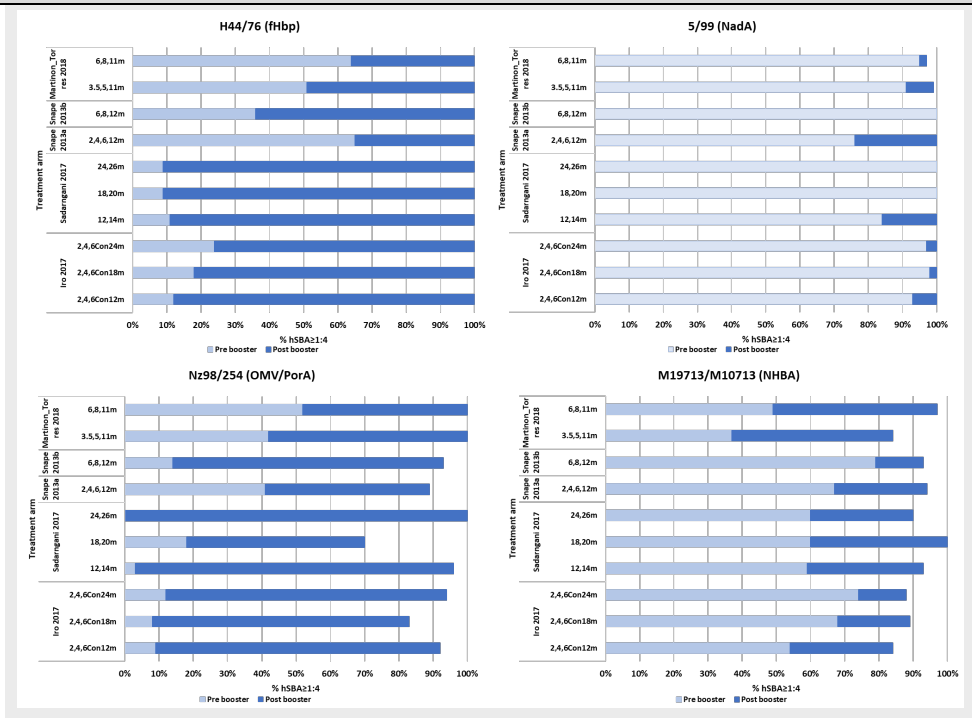 H44/76 (fHbp)
Treatment arm
Martinon_Tor
res 2018
6,8,11m
3.5,5,11m
Snape
2013b
6,8,12m
Snape
2013a
2,4,6,12m
Sadarngani 2017
24,26m
18,20m
12,14m
Iro 2017
2,4,6Con24m
2,4,6Con18m
2,4,6Con12m
0% 10% 20% 30% 40% 50% 60% 70% 80% 90% 100%
% hSBA≥1:4
Pre booster Post booster
5/99 (NadA)
Treatment arm
Martinon_Tor
res 2018
6,8,11m
3.5,5,11m
Snape
2013b
6,8,12m
Snape
2013a
2,4,6,12m
Sadarngani 2017
24,26m
18,20m
12,14m
Iro 2017
2,4,6Con24m
2,4,6Con18m
2,4,6Con12m
0% 10% 20% 30% 40% 50% 60% 70% 80% 90% 100%
% hSBA≥1:4
Pre booster Post booster
Nz98/254 (OMV/PorA)
Treatment arm
Martinon_Tor
res 2018
6,8,11m
3.5,5,11m
Snape
2013b
6,8,12m
Snape
2013a
2,4,6,12m
Sadarngani 2017
24,26m
18,20m
12,14m
Iro 2017
2,4,6Con24m
2,4,6Con18m
2,4,6Con12m
0% 10% 20% 30% 40% 50% 60% 70% 80% 90% 100%
% hSBA≥1:4
Pre booster Post booster
M19713/M10713 (NHBA)
Treatment arm
Martinon_Tor
res 2018
6,8,11m
3.5,5,11m
Snape
2013b
6,8,12m
Snape
2013a
2,4,6,12m
Sadarngani 2017
24,26m
18,20m
12,14m
Iro 2017
2,4,6Con24m
2,4,6Con18m
2,4,6Con12m
0% 10% 20% 30% 40% 50% 60% 70% 80% 90% 100%
% hSBA≥1:4
Pre booster Post booster